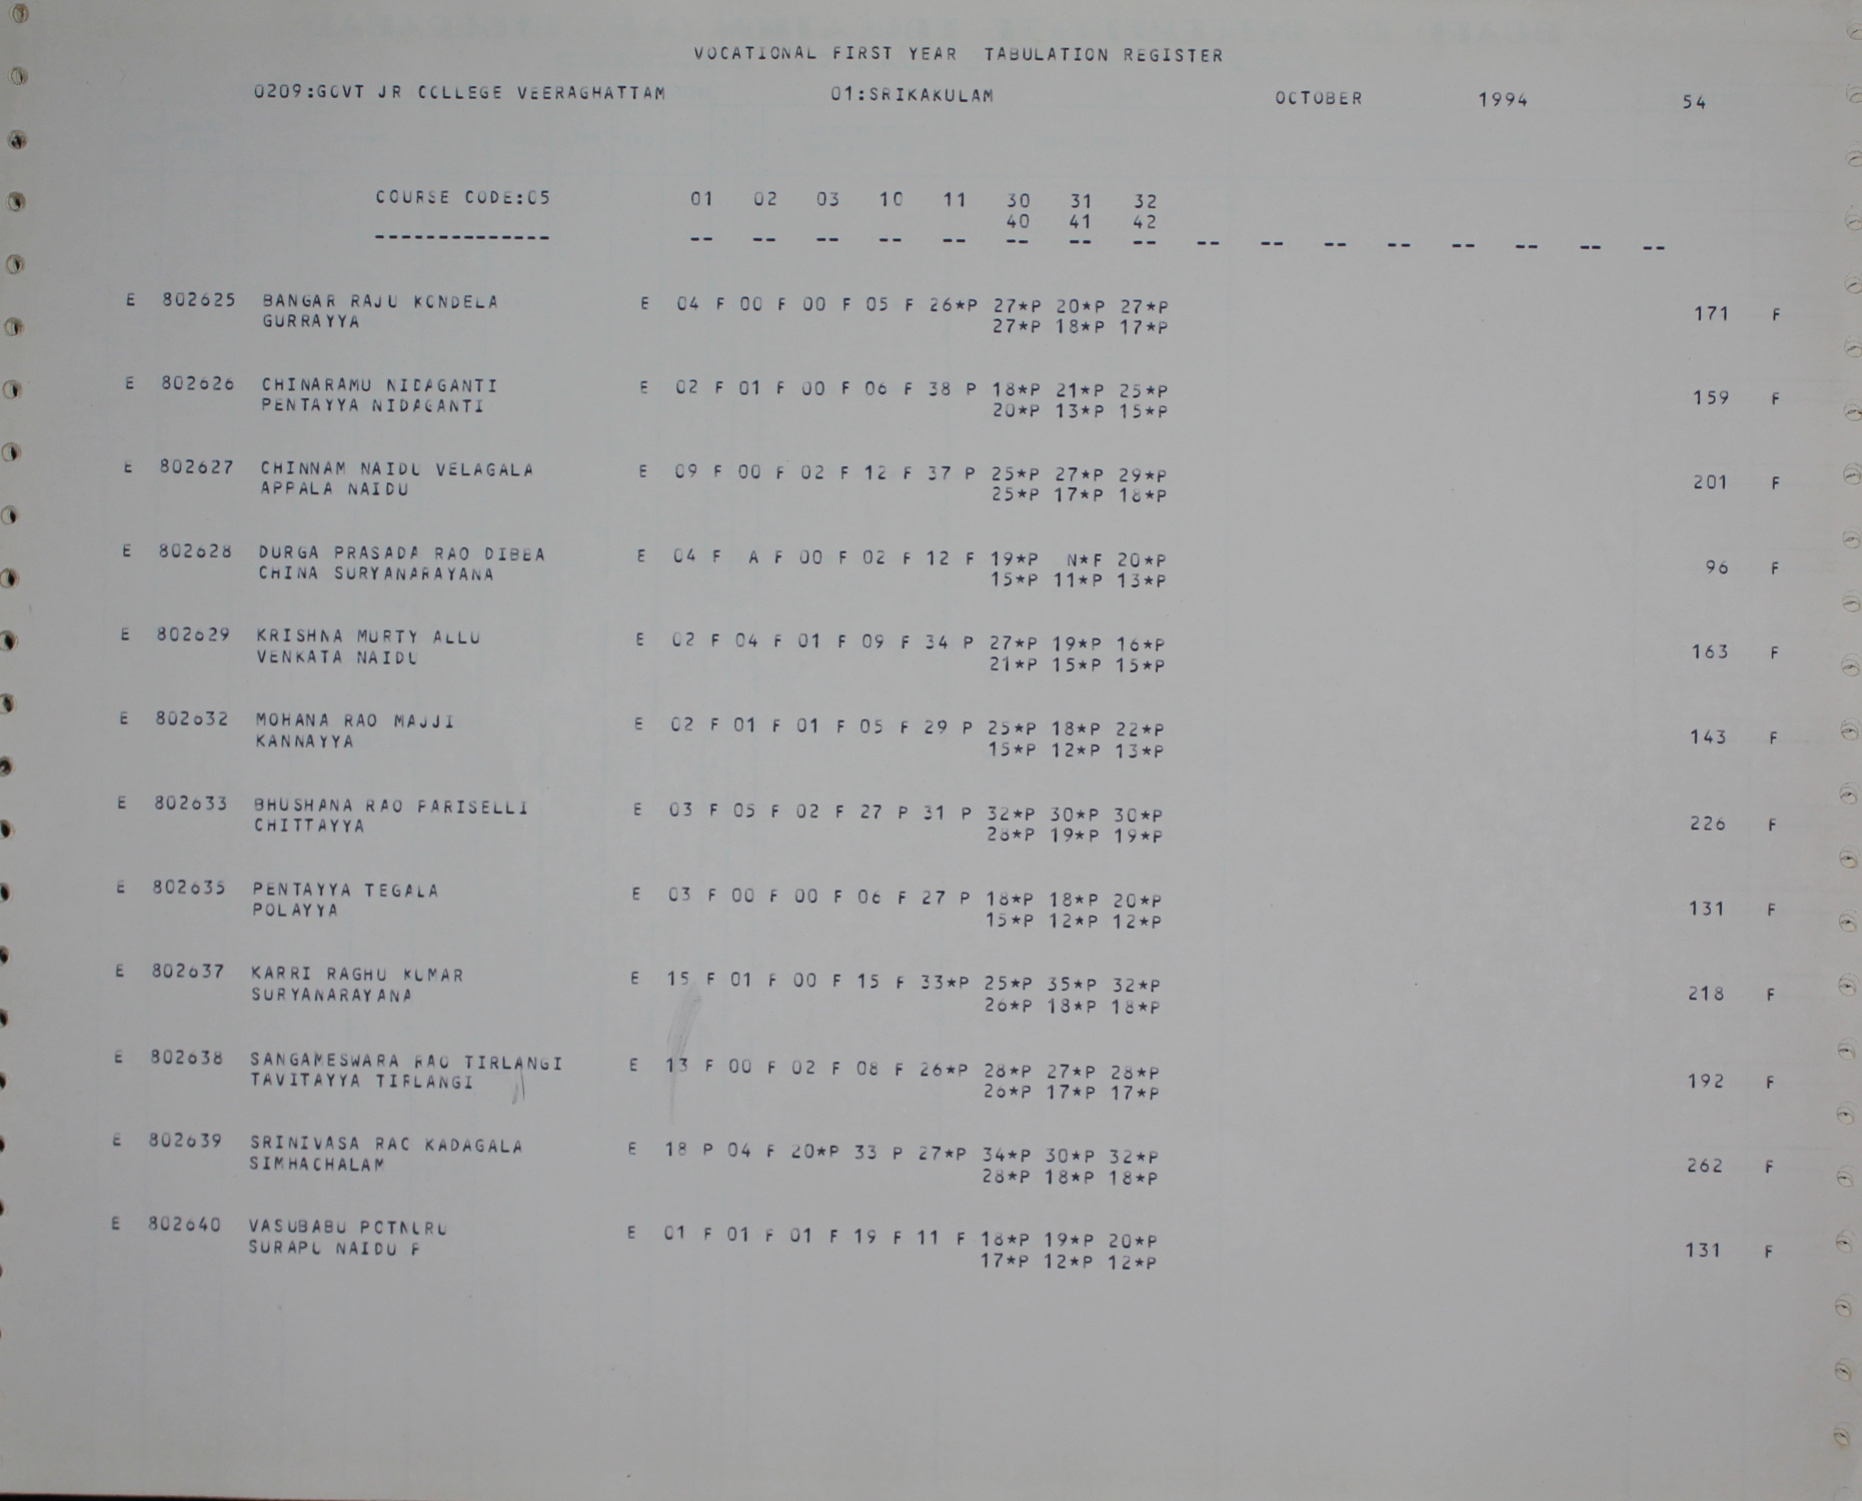 VOCATIONAL FIRST YEAR TABULATION REGISTER
0209:GOVT JR COLLEGE VEERAGHATTAM 01:SRIKAKULAM OCTOBER 1994 54
COURSE CODE:05 01 02 03 10 11 30 31 32
40 41 42
-------------- -- -- -- -- -- -- -- -- -- -- -- -- -- -- -- --
E 802625 BANGAR RAJU KONDELA E 04 F 00 F 00 F 05 F 26*P 27*P 20*P 27*P
GURRAYYA 27*P 18*P 17*P 171 F
E 802626 CHINARAMU NIDAGANTI E 02 F 01 F 00 F 06 F 38 P 18*P 21*P 25*P
PENTAYYA NIDAGANTI 20*P 13*P 15*P 159 F
E 802627 CHINNAM NAIDU VELAGALA E 09 F 00 F 02 F 12 F 37 P 25*P 27*P 29*P
APPALA NAIDU 25*P 17*P 18*P 201 F
E 802628 DURGA PRASADA RAO DIBBA E 04 F A F 00 F 02 F 12 F 19*P N*F 20*P
CHINA SURYANARAYANA 15*P 11*P 13*P 96 F
E 802629 KRISHNA MURTY ALLU E 02 F 04 F 01 F 09 F 34 P 27*P 19*P 16*P
VENKATA NAIDU 21*P 15*P 15*P 163 F
E 802632 MOHANA RAO MAJJI E 02 F 01 F 01 F 05 F 29 P 25*P 18*P 22*P
KANNAYYA 15*P 12*P 13*P 143 F
E 802633 BHUSHANA RAO PARISELLI E 03 F 05 F 02 F 27 P 31 P 32*P 30*P 30*P
CHITTAYYA 28*P 19*P 19*P 226 F
E 802635 PENTAYYA TEGALA E 03 F 00 F 00 F 06 F 27 P 18*P 18*P 20*P
POLAYYA 15*P 12*P 12*P 131 F
E 802637 KARRI RAGHU KUMAR E 15 F 01 F 00 F 15 F 33*P 25*P 35*P 32*P
SURYANARAYANA 26*P 18*P 18*P 218 F
E 802638 SANGAMESWARA RAO TIRLANGI E 13 F 00 F 02 F 08 F 26*P 28*P 27*P 28*P
TAVITAYYA TIRLANGI 26*P 17*P 17*P 192 F
E 802639 SRINIVASA RAO KADAGALA E 18 P 04 F 20*P 33 P 27*P 34*P 30*P 32*P
SIMHACHALAM 28*P 18*P 18*P 262 F
E 802640 VASUBABU POTNURU E 01 F 01 F 01 F 19 F 11 F 18*P 19*P 20*P
SURAPU NAIDU P 17*P 12*P 12*P 131 F